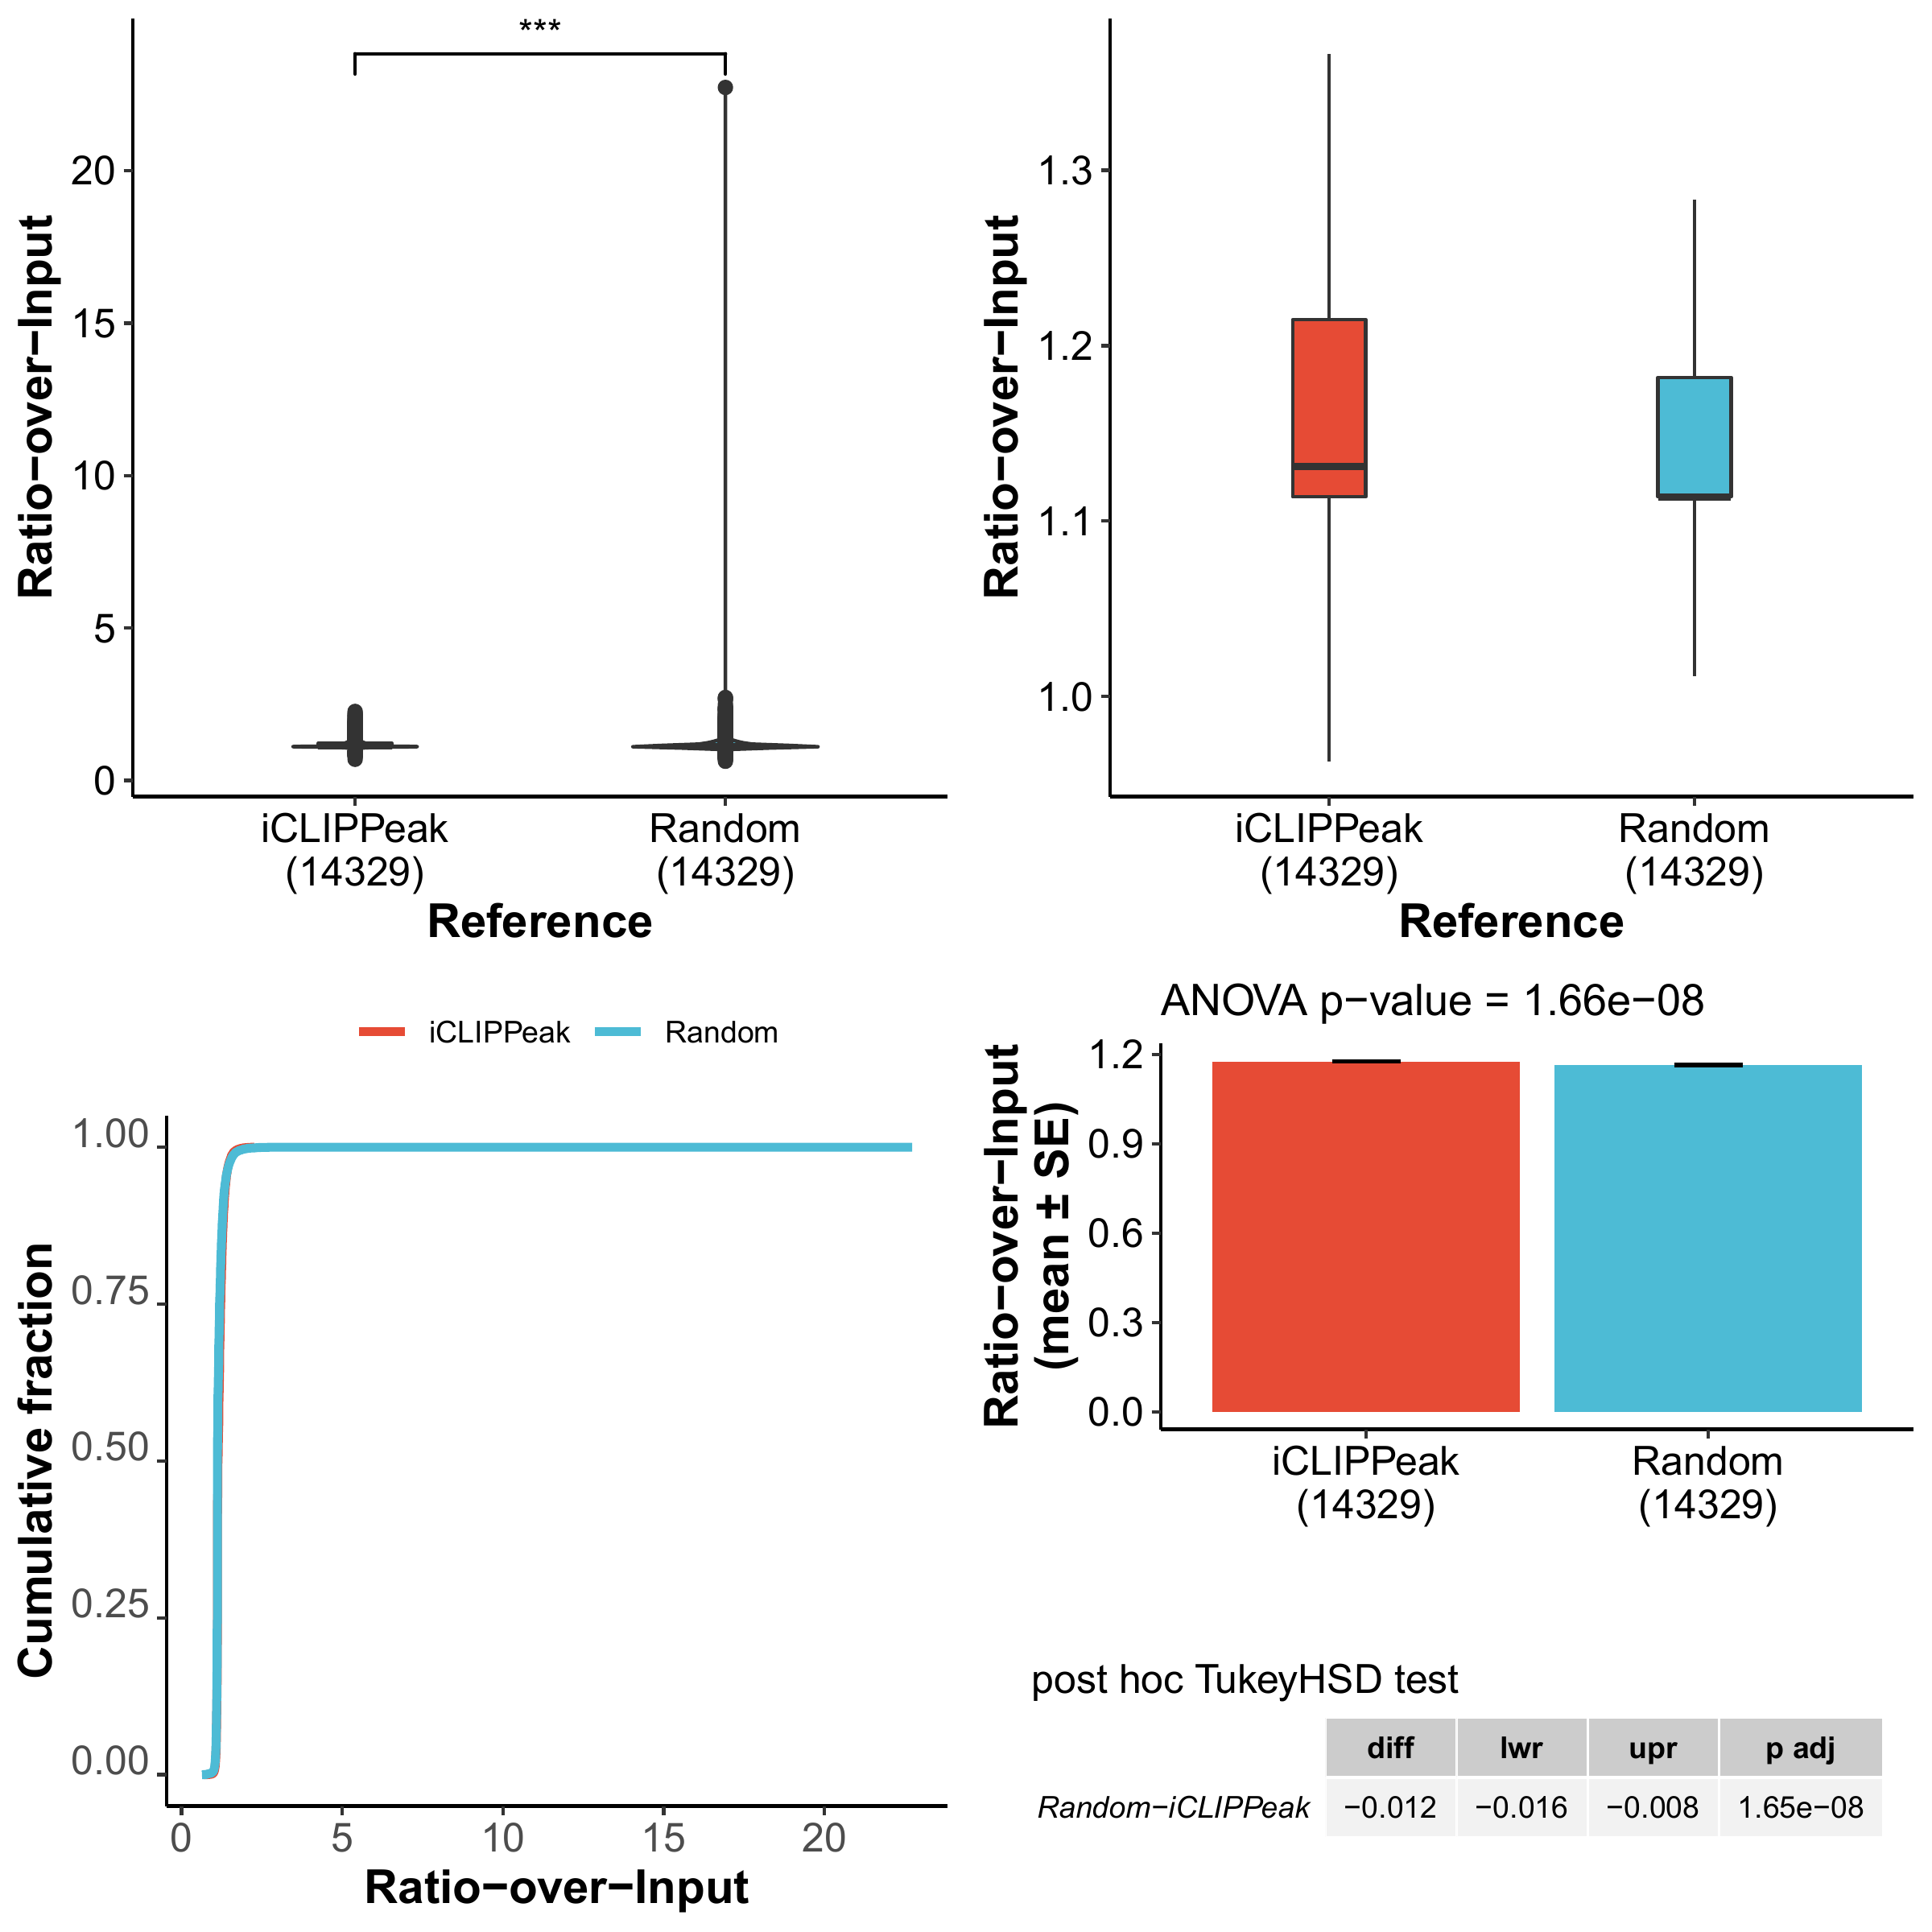 ***
Ratio−over−Input
20
15
10
5
0
iCLIPPeak
(14329)
Random
(14329)
Reference
Ratio−over−Input
1.3
1.2
1.1
1.0
iCLIPPeak
(14329)
Random
(14329)
Reference
iCLIPPeak
Random
Cumulative fraction
1.00
0.75
0.50
0.25
0.00
0
5
10
15
20
Ratio−over−Input
ANOVA p−value = 1.66e−08
Ratio−over−Input
(mean ± SE)
1.2
0.9
0.6
0.3
0.0
iCLIPPeak
(14329)
Random
(14329)
post hoc TukeyHSD test
diff lwr upr p adj
Random−iCLIPPeak −0.012 −0.016 −0.008 1.65e−08